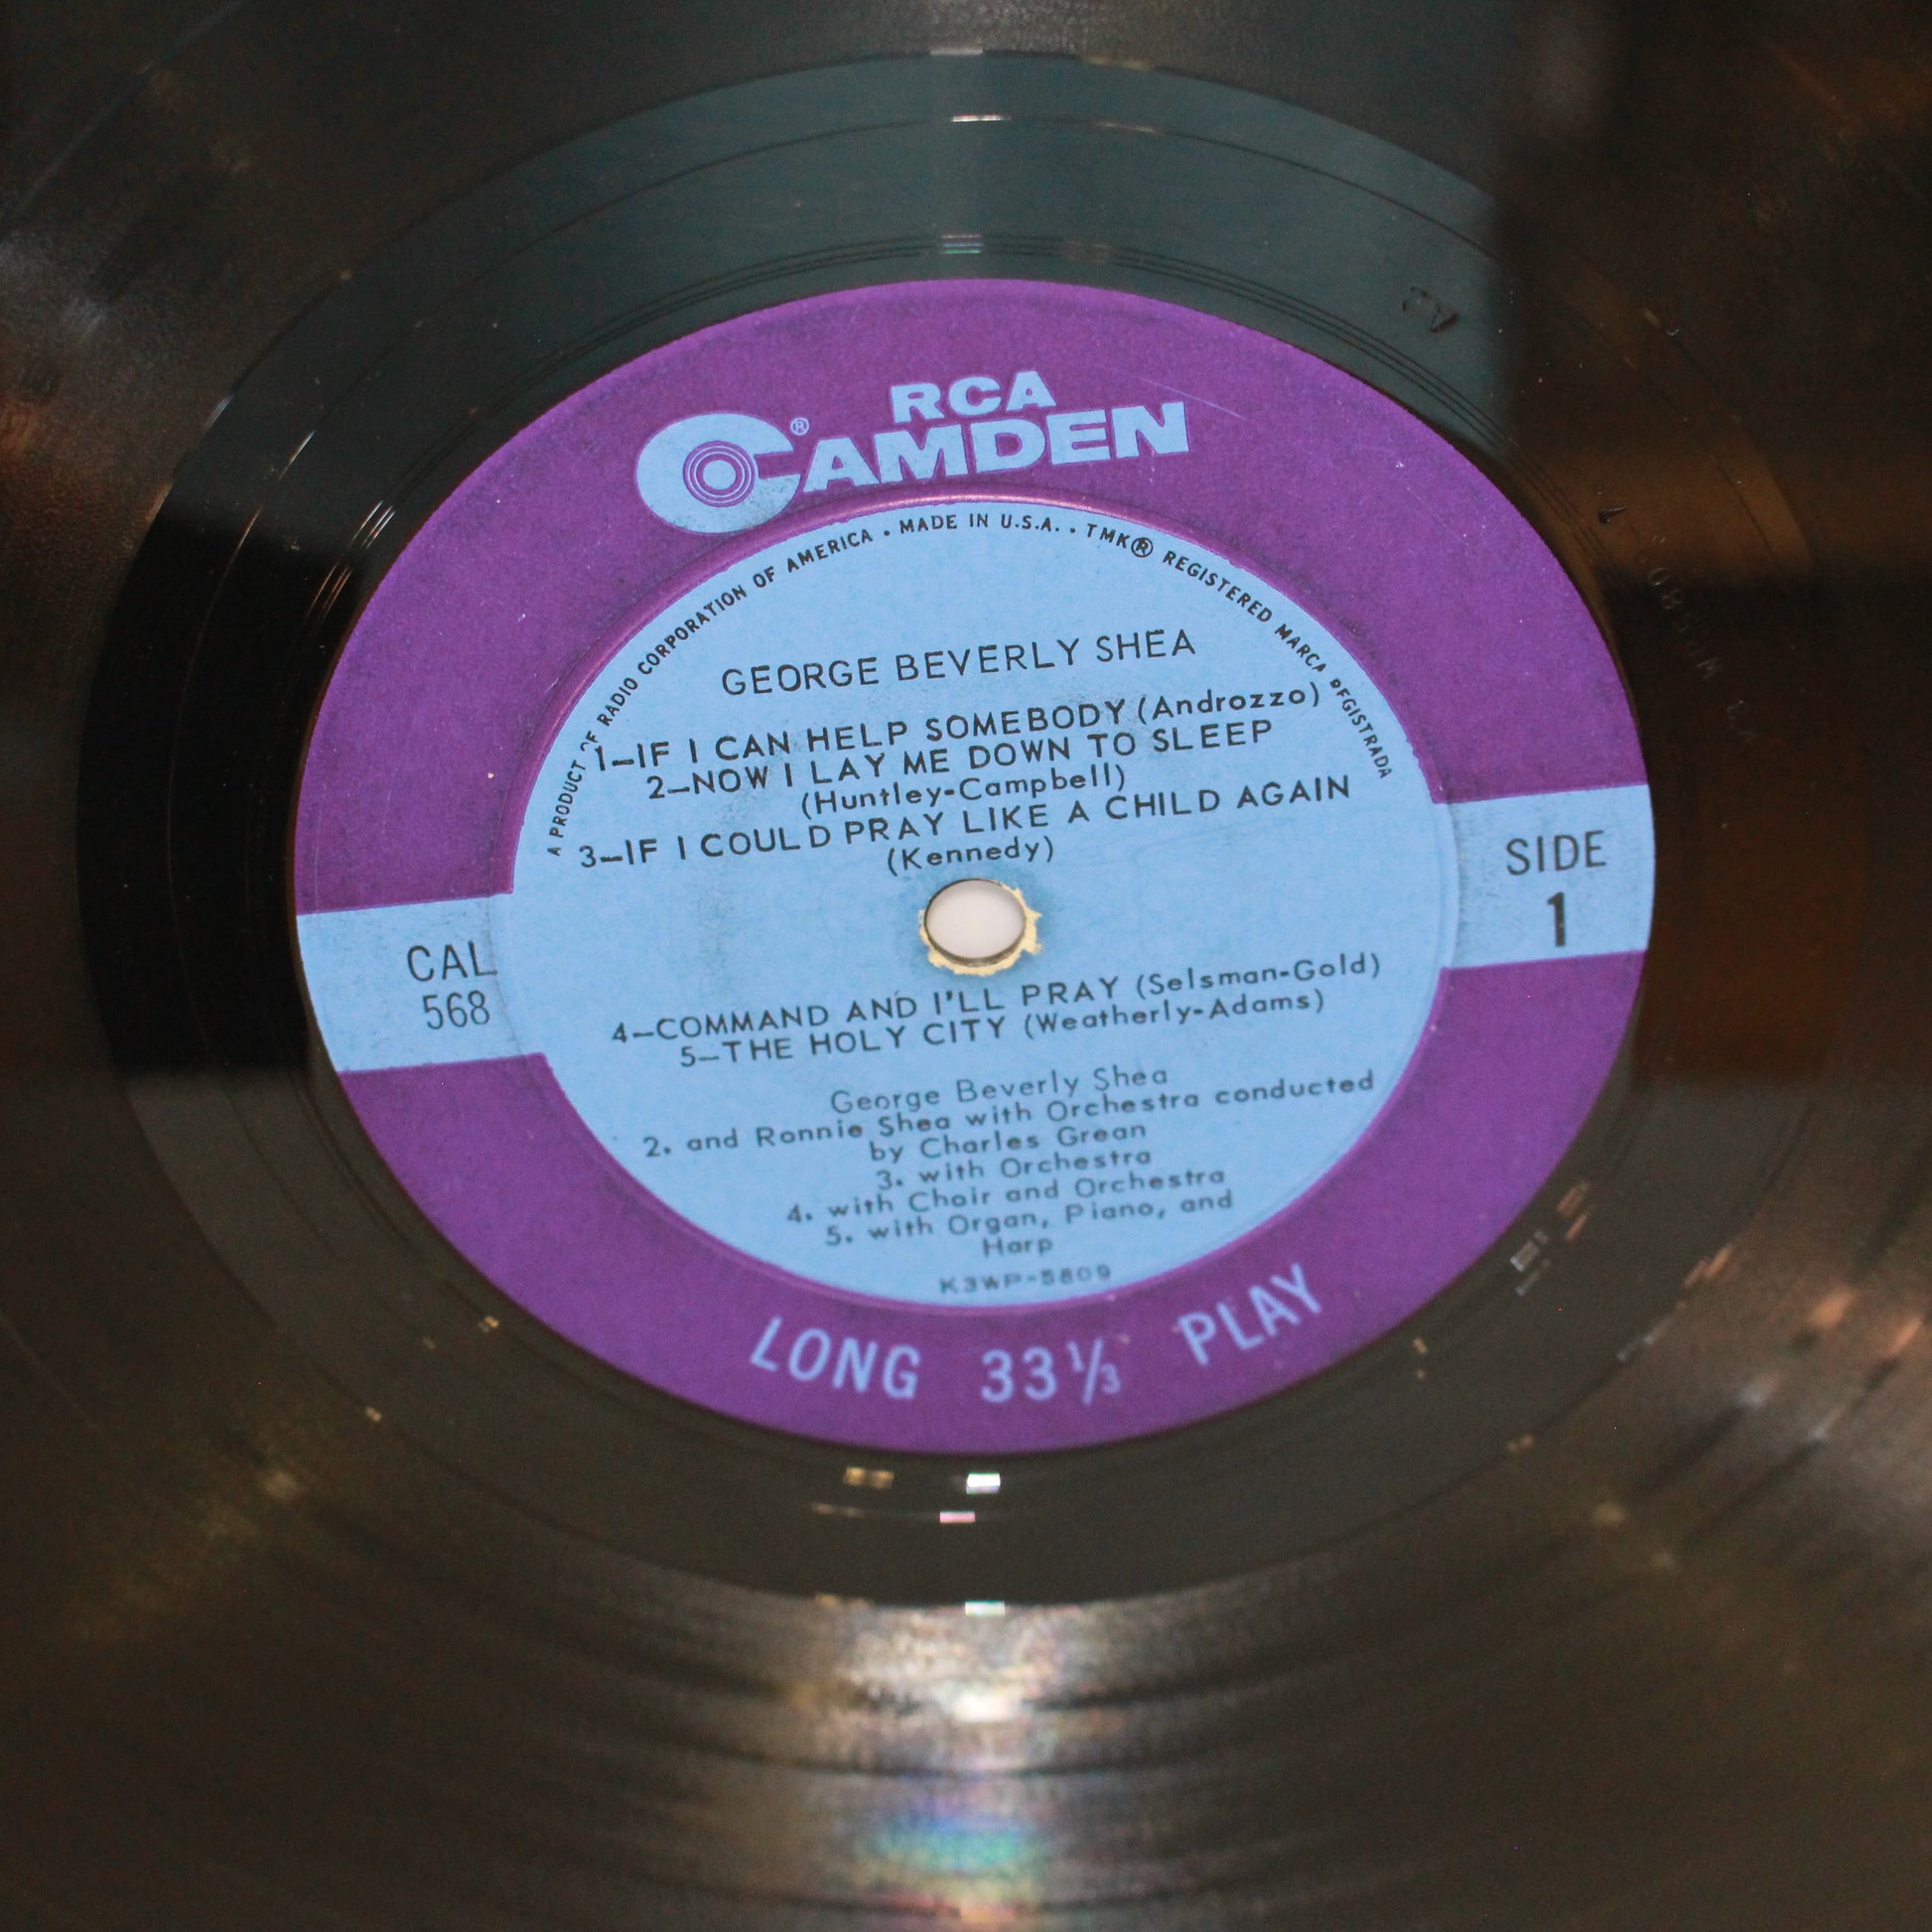 RCA
CAMDEN®
A PRODUCT OF RADIO CORPORATION OF AMERICA • MADE IN U.S.A. • TMK® REGISTERED MARCA REGISTRADA
GEORGE BEVERLY SHEA
1—IF I CAN HELP SOMEBODY (Androzzo)
2—NOW I LAY ME DOWN TO SLEEP
(Huntley-Campbell)
3—IF I COULD PRAY LIKE A CHILD AGAIN
(Kennedy)
SIDE
1
CAL
568
4—COMMAND AND I'LL PRAY (Selsman-Gold)
5—THE HOLY CITY (Weatherly-Adams)
George Beverly Shea
2. and Ronnie Shea with Orchestra conducted
by Charles Grean
3. with Orchestra
4. with Choir and Orchestra
5. with Organ, Piano, and
Harp
K3WP-5809
LONG 33⅓ PLAY
A2